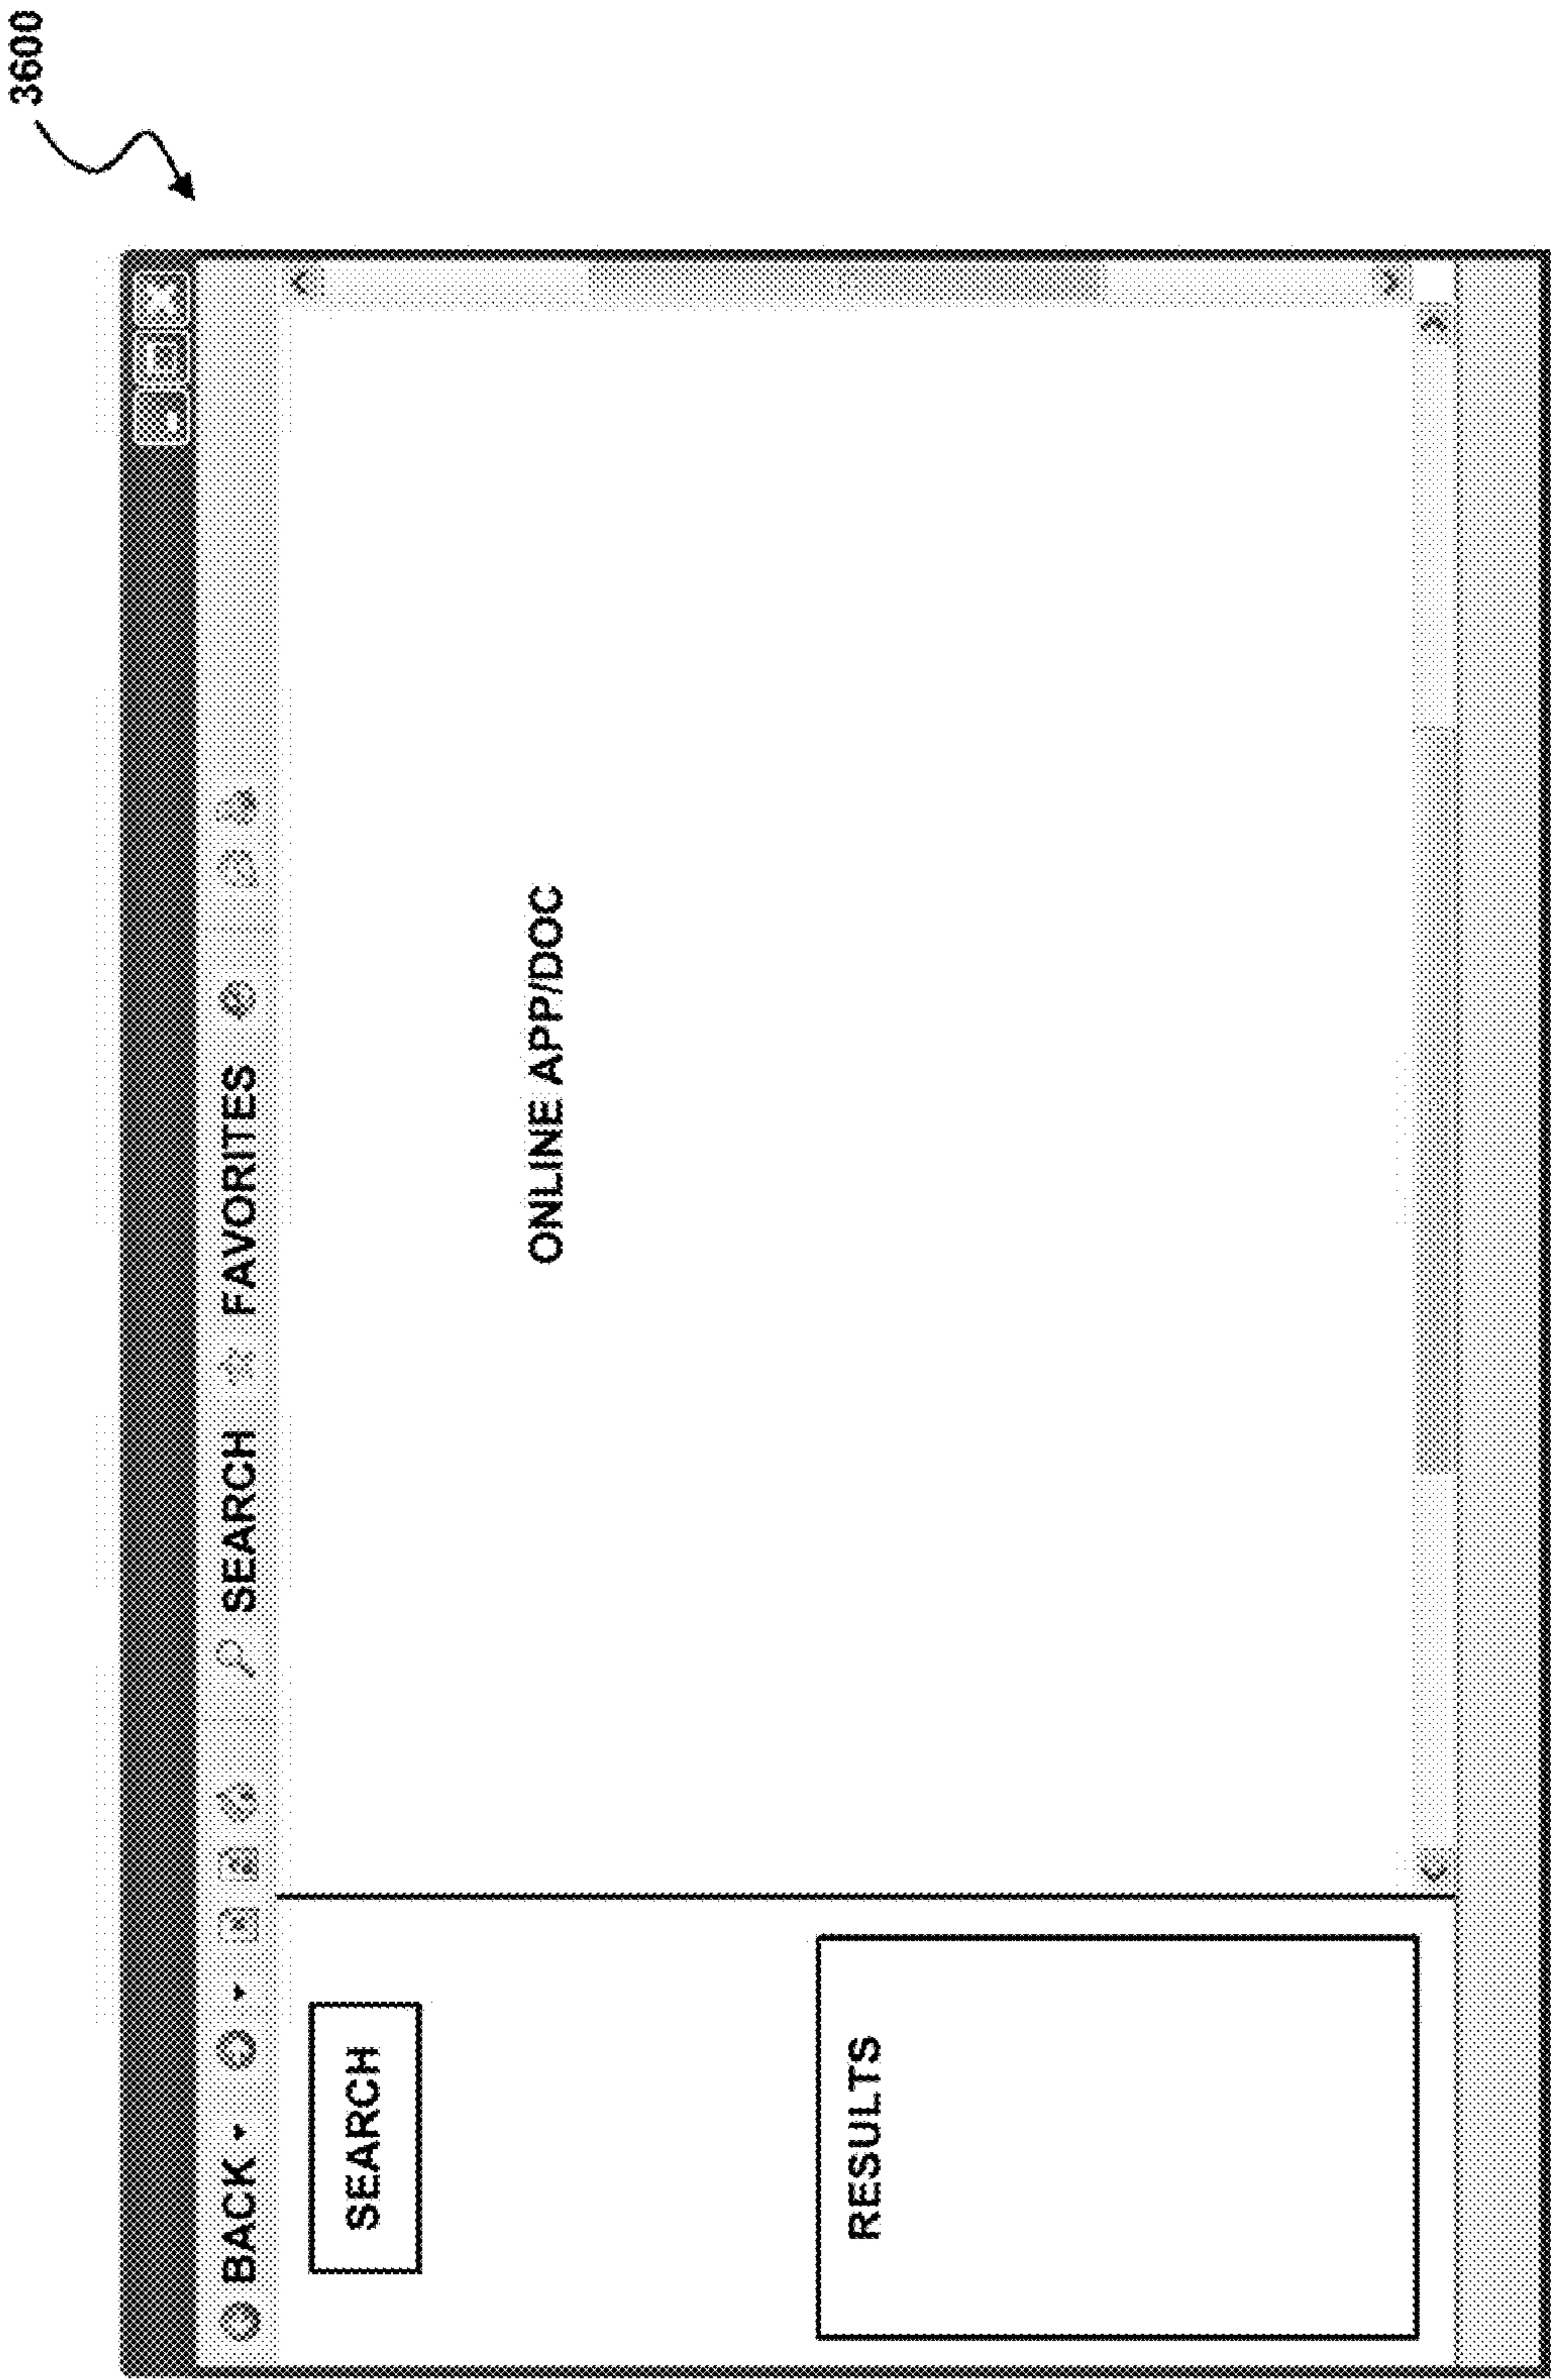 3600
BACK SEARCH FAVORITES
SEARCH
ONLINE APP/DOC
RESULTS